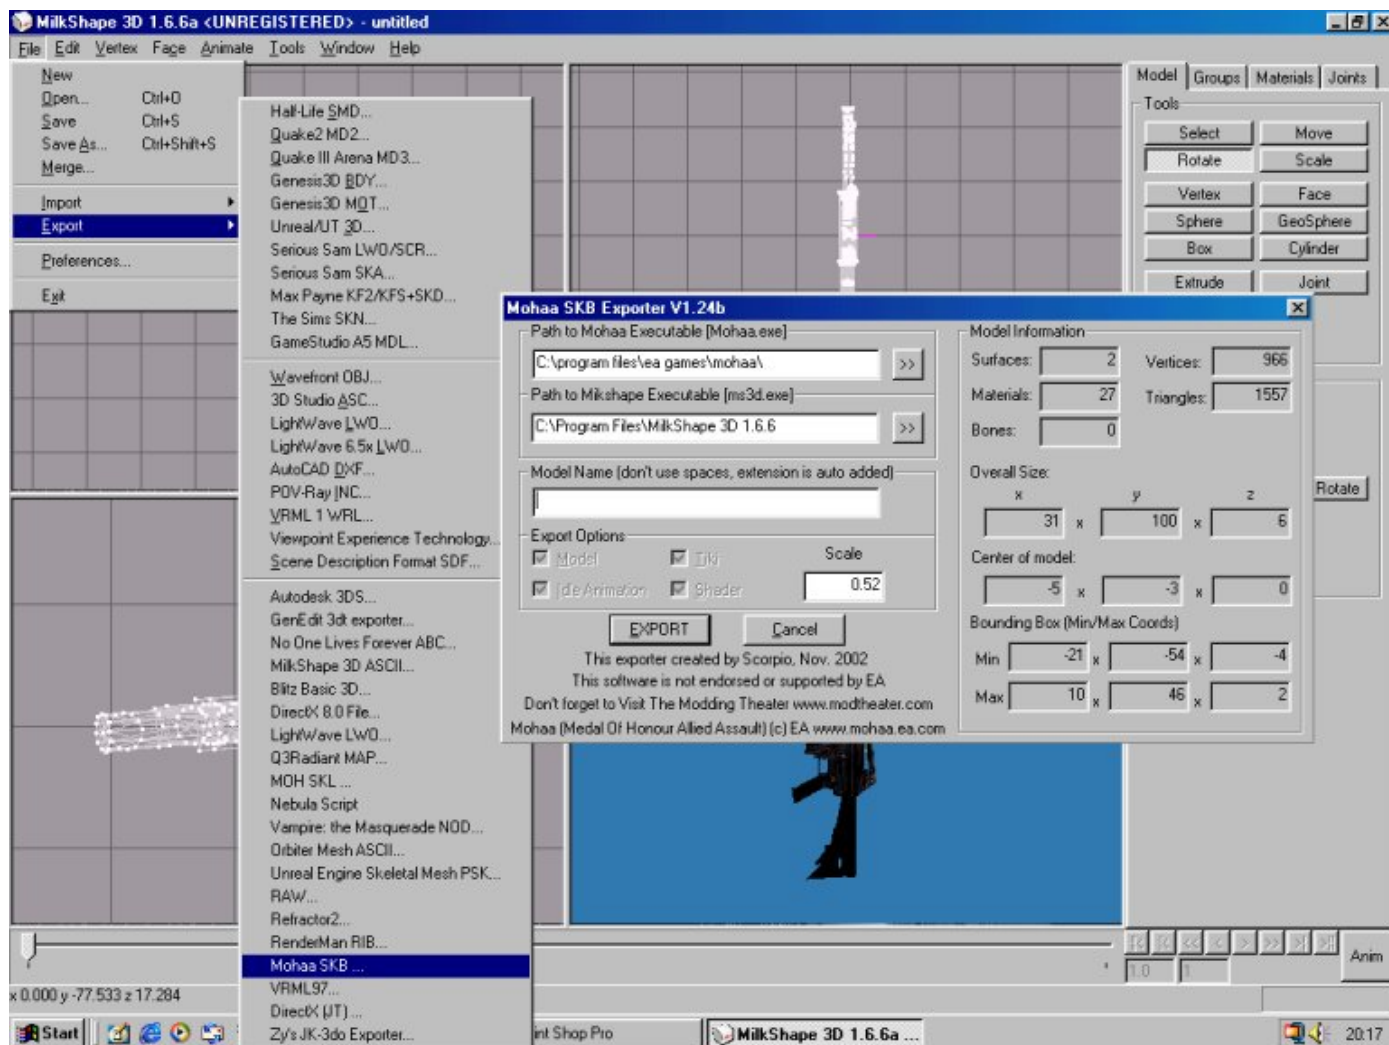 MilkShape 3D 1.6.6a <UNREGISTERED> - untitled
File Edit Vertex Face Animate Tools Window Help
New
Open... Ctrl+O
Save Ctrl+S
Save As... Ctrl+Shift+S
Merge...
Import
Export
Preferences...
Exit
Half-Life SMD...
Quake2 MD2...
Quake III Arena MD3...
Genesis3D BDY...
Genesis3D MOT...
Unreal/UT 3D...
Serious Sam LWO/SCR...
Serious Sam SKA...
Max Payne KF2/KFS+SKD...
The Sims SKN...
GameStudio A5 MDL...
Wavefront OBJ...
3D Studio ASC...
LightWave LWO...
LightWave 6.5x LWO...
AutoCAD DXF...
POV-Ray INC...
VRML 1 WRL...
Viewpoint Experience Technology...
Scene Description Format SDF...
Autodesk 3DS...
GenEdit 3dt exporter...
No One Lives Forever ABC...
MilkShape 3D ASCII...
Blitz Basic 3D...
DirectX 8.0 File...
LightWave LWO...
Q3Radiant MAP...
MOH SKL ...
Nebula Script
Vampire: the Masquerade NOD...
Orbiter Mesh ASCII...
Unreal Engine Skeletal Mesh PSK...
RAW...
Refractor2...
RenderMan RIB...
Mohaa SKB ...
VRML97...
DirectX (JT) ...
Zy's JK-3do Exporter...
Mohaa SKB Exporter V1.24b
Path to Mohaa Executable [Mohaa.exe]
C:\program files\ea games\mohaa\ >>
Path to Mikshape Executable [ms3d.exe]
C:\Program Files\MilkShape 3D 1.6.6 >>
Model Name (don't use spaces, extension is auto added)
Export Options
Model Tiki Scale
Idle Animation Shader 0.52
EXPORT Cancel
This exporter created by Scorpio, Nov. 2002
This software is not endorsed or supported by EA
Don't forget to Visit The Modding Theater www.modtheater.com
Mohaa (Medal Of Honour Allied Assault) (c) EA www.mohaa.ea.com
Model Information
Surfaces: 2 Vertices: 966
Materials: 27 Triangles: 1557
Bones: 0
Overall Size:
x y z
31 x 100 x 6
Center of model:
-5 x -3 x 0
Bounding Box (Min/Max Coords)
Min -21 x -54 x -4
Max 10 x 46 x 2
Model Groups Materials Joints
Tools
Select Move
Rotate Scale
Vertex Face
Sphere GeoSphere
Box Cylinder
Extrude Joint
Rotate
1.0 1 Anim
x 0.000 y -77.533 z 17.284
Start int Shop Pro MilkShape 3D 1.6.6a ... 20:17